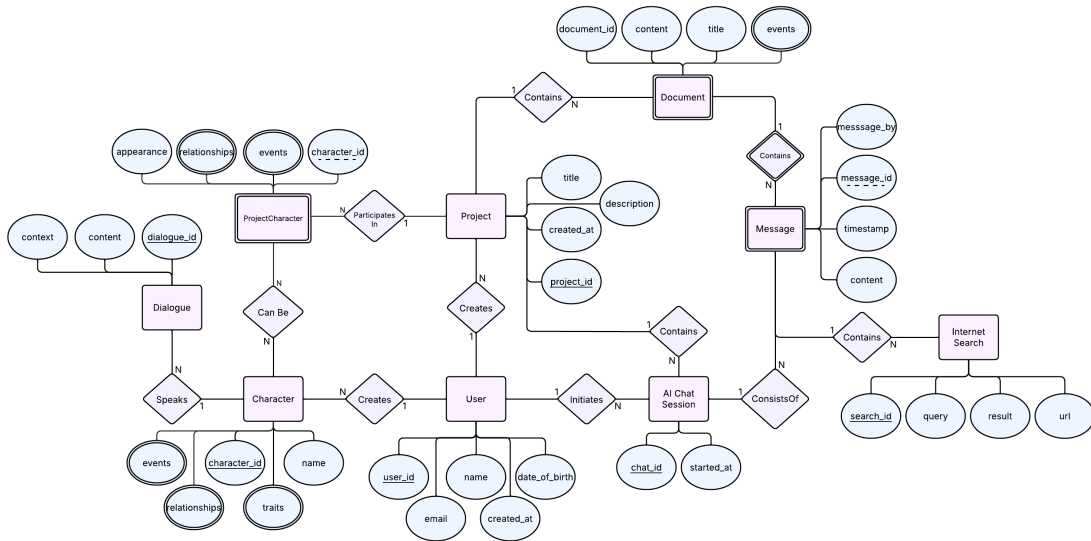 document_id
content
title
events
1
Contains
N
Document
messsage_by
1
Contains
N
appearance
relationships
events
character_id
message_id
title
description
ProjectCharacter
N
Participates
In
1
Project
Message
timestamp
context
content
dialogue_id
created_at
content
project_id
N
N
Dialogue
Can Be
Creates
1
Contains
1
Contains
N
Internet
Search
N
1
N
N
N
Speaks
1
Character
N
Creates
1
User
1
Initiates
N
AI Chat
Session
1
ConsistsOf
search_id
query
result
url
events
character_id
name
user_id
name
date_of_birth
chat_id
started_at
relationships
traits
email
created_at